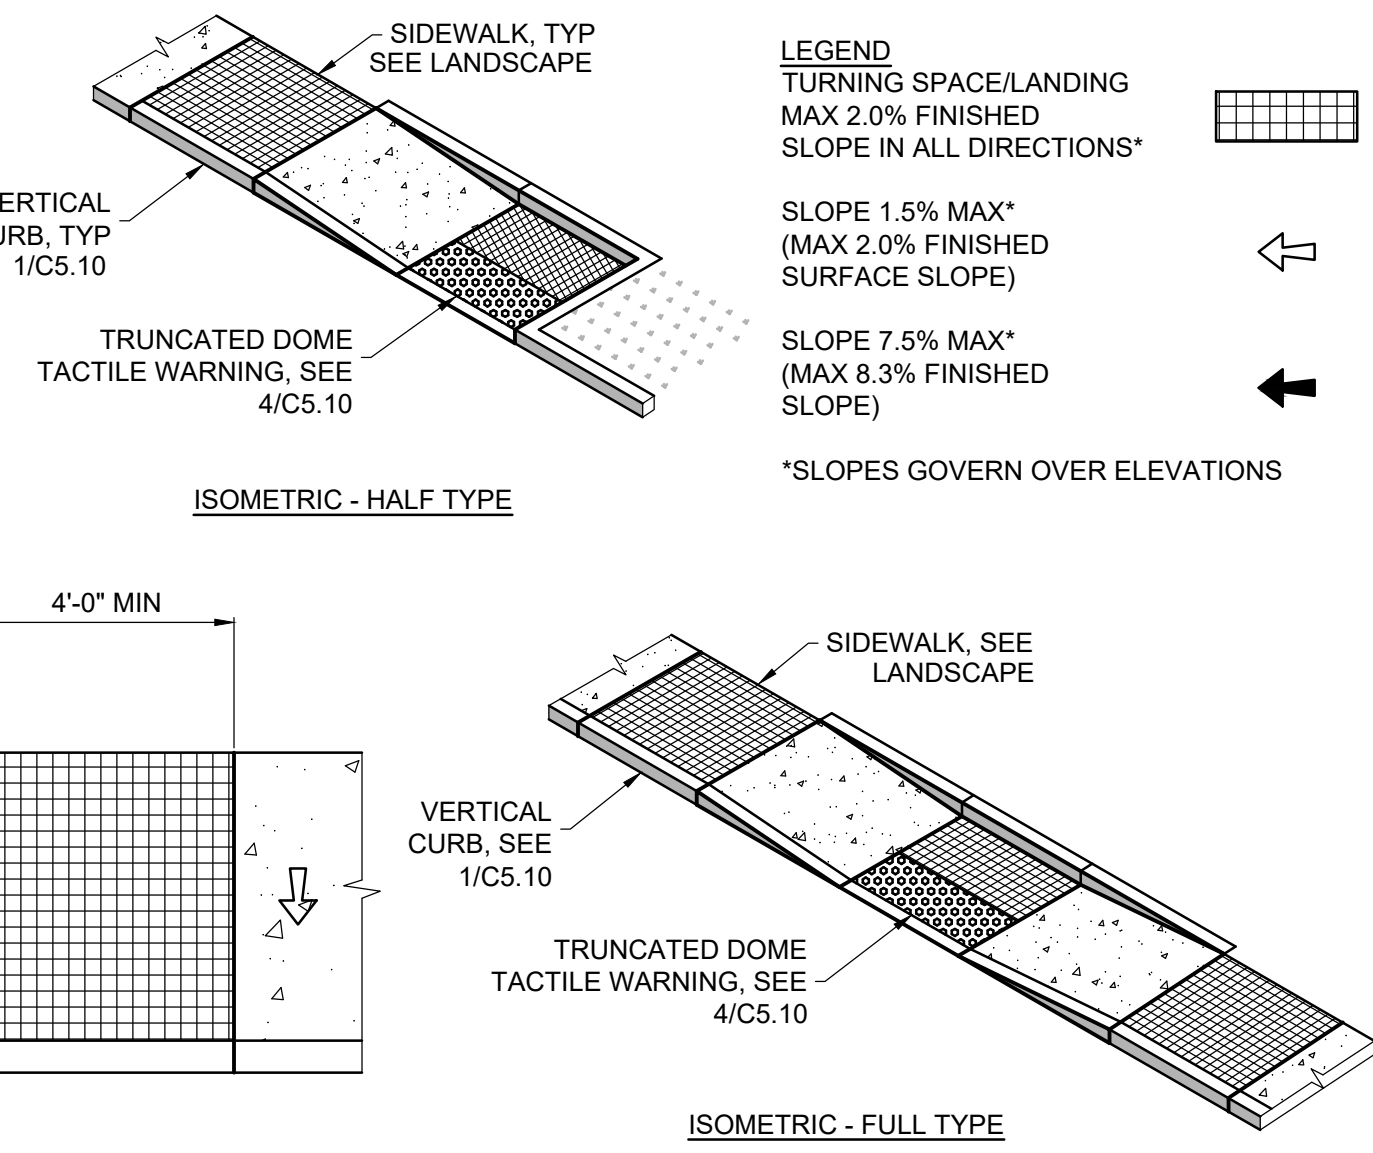 SIDEWALK, TYP
SEE LANDSCAPE
ERTICAL
URB, TYP
1/C5.10
TRUNCATED DOME
TACTILE WARNING, SEE
4/C5.10
ISOMETRIC - HALF TYPE
LEGEND
TURNING SPACE/LANDING
MAX 2.0% FINISHED
SLOPE IN ALL DIRECTIONS*
SLOPE 1.5% MAX*
(MAX 2.0% FINISHED
SURFACE SLOPE)
SLOPE 7.5% MAX*
(MAX 8.3% FINISHED
SLOPE)
*SLOPES GOVERN OVER ELEVATIONS
4'-0" MIN
SIDEWALK, SEE
LANDSCAPE
VERTICAL
CURB, SEE
1/C5.10
TRUNCATED DOME
TACTILE WARNING, SEE
4/C5.10
ISOMETRIC - FULL TYPE